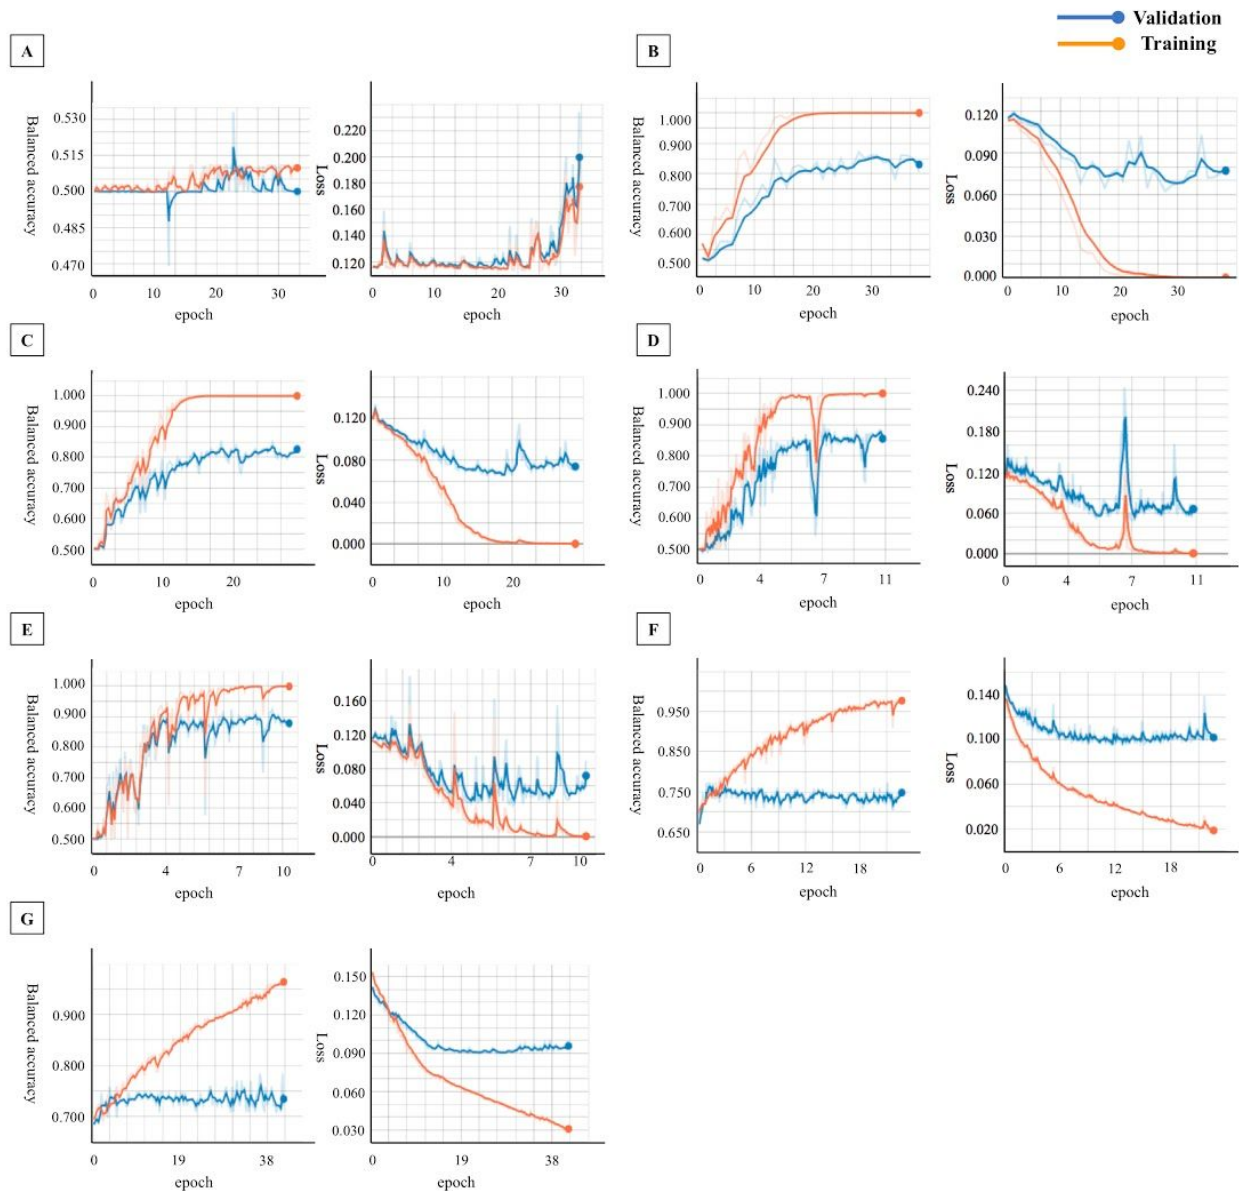 Validation
Training
A
Balanced accuracy
0.530
0.515
0.500
0.485
0.470
0 10 20 30
epoch
Loss
0.220
0.200
0.180
0.160
0.140
0.120
0 10 20 30
epoch
B
Balanced accuracy
1.000
0.900
0.800
0.700
0.600
0.500
0 10 20 30
epoch
Loss
0.120
0.090
0.060
0.030
0.000
0 10 20 30
epoch
C
Balanced accuracy
1.000
0.900
0.800
0.700
0.600
0.500
0 10 20
epoch
0.120
0.080
0.040
0.000
Loss
0 20
epoch
D
Balanced accuracy
1.000
0.900
0.800
0.700
0.600
0.500
0 4 7 11
epoch
Loss
0.240
0.180
0.120
0.060
0.000
0 4 7 11
epoch
E
Balanced accuracy
1.000
0.900
0.800
0.700
0.600
0.500
0 4 7 10
epoch
Loss
0.160
0.120
0.080
0.040
0.000
0 4 7 10
epoch
F
Balanced accuracy
0.950
0.850
0.750
0.650
0 6 12 18
epoch
Loss
0.140
0.100
0.060
0.020
0 6 12 18
epoch
G
Balanced accuracy
0.900
0.800
0.700
0 19 38
epoch
Loss
0.150
0.120
0.090
0.060
0.030
0 19 38
epoch